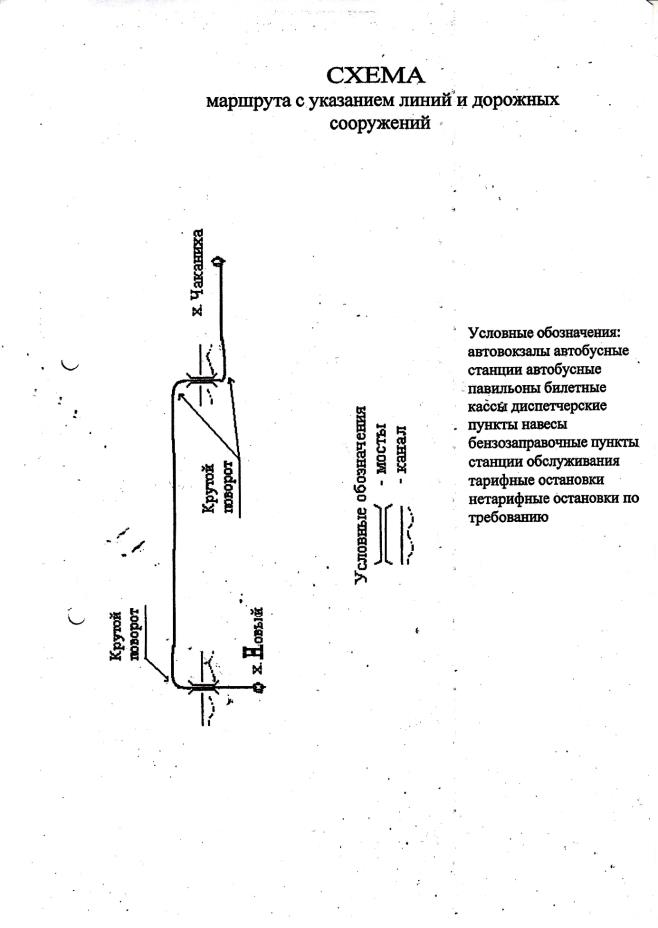 СХЕМА
маршрута с указанием линий и дорожных
сооружений
х. Чаканиха
Крутой
поворот
Крутой
поворот
х. Новый
Условные обозначения
- мосты
- канал
Условные обозначения:
автовокзалы автобусные
станции автобусные
павильоны билетные
кассы диспетчерские
пункты навесы
бензозаправочные пункты
станции обслуживания
тарифные остановки
нетарифные остановки по
требованию